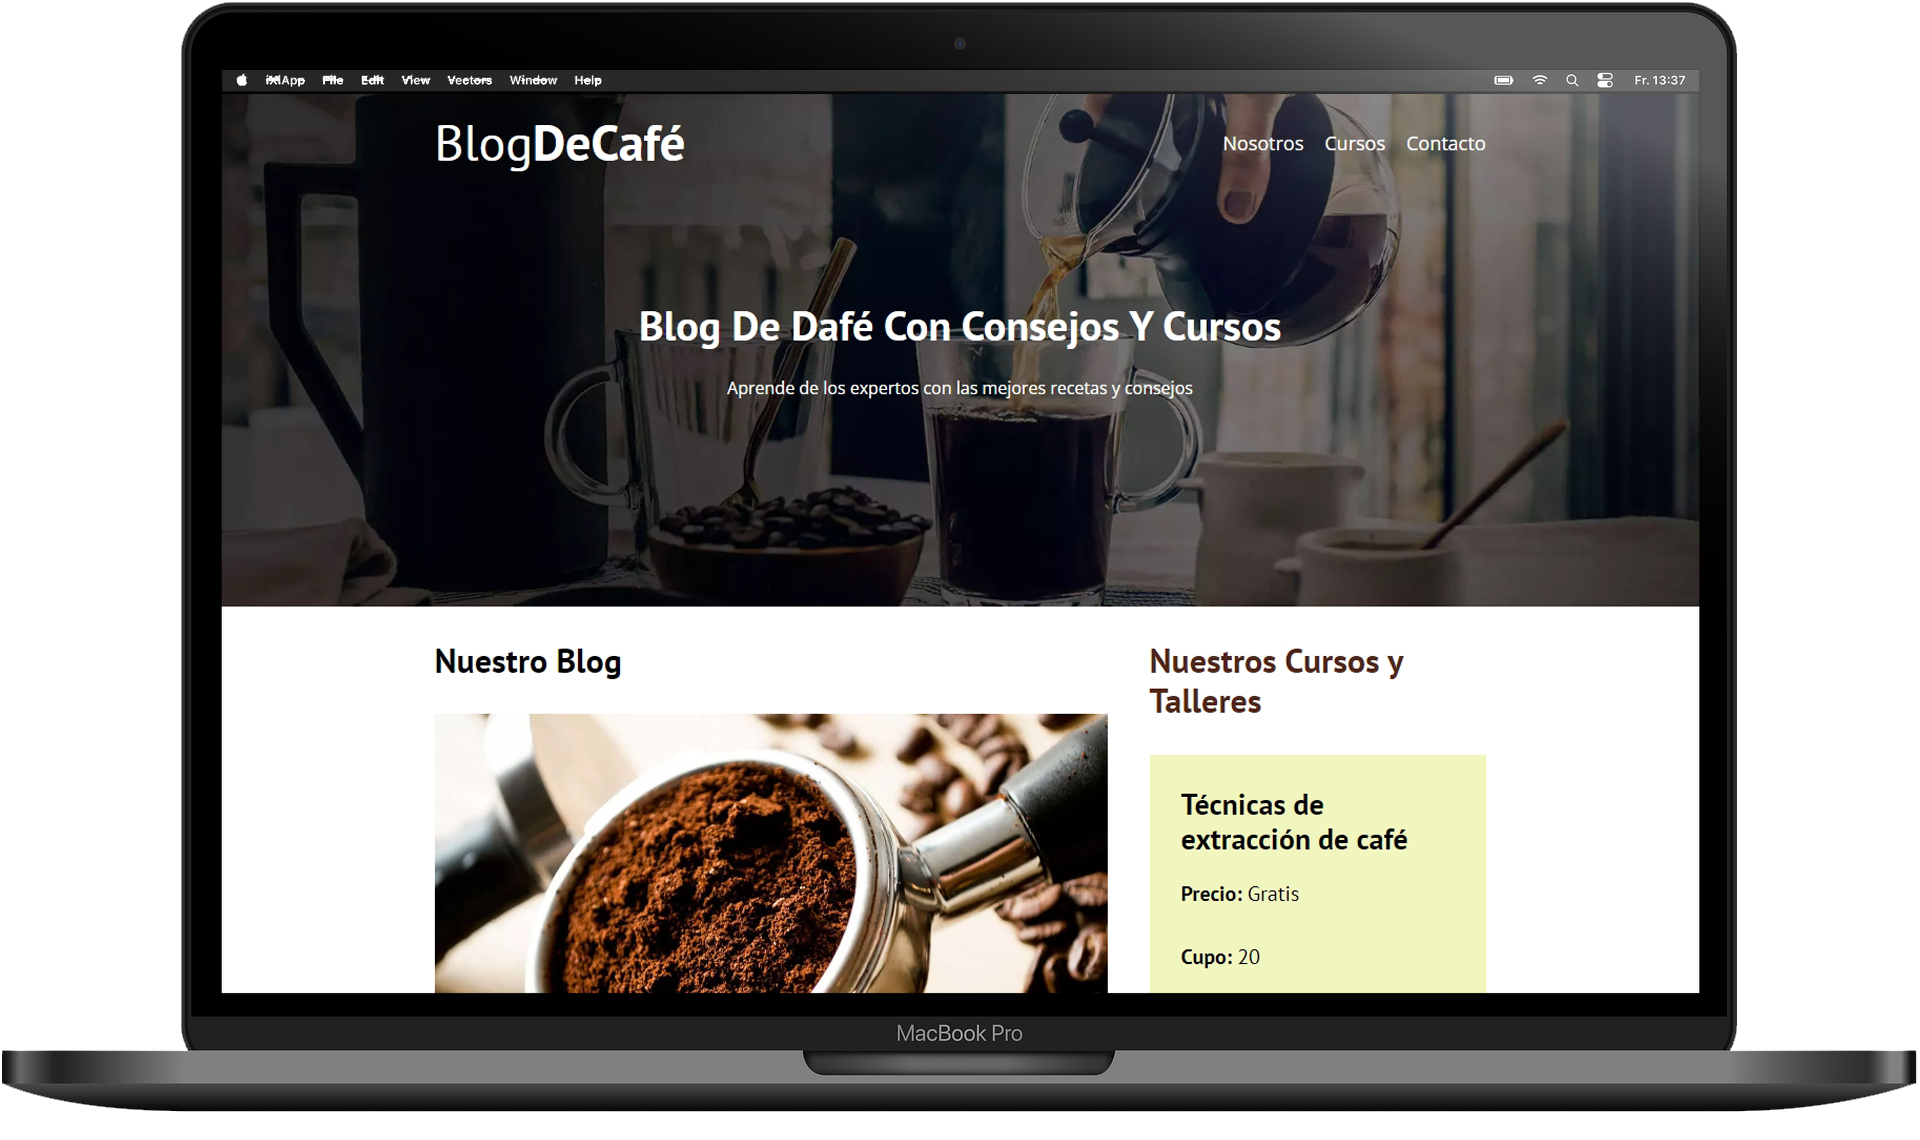 File Edit View Vectors Window Help Fr. 13:37
BlogDeCafé
Nosotros Cursos Contacto
Blog De Dafé Con Consejos Y Cursos
Aprende de los expertos con las mejores recetas y consejos
Nuestro Blog
Nuestros Cursos y
Talleres
Técnicas de
extracción de café
Precio: Gratis
Cupo: 20
MacBook Pro